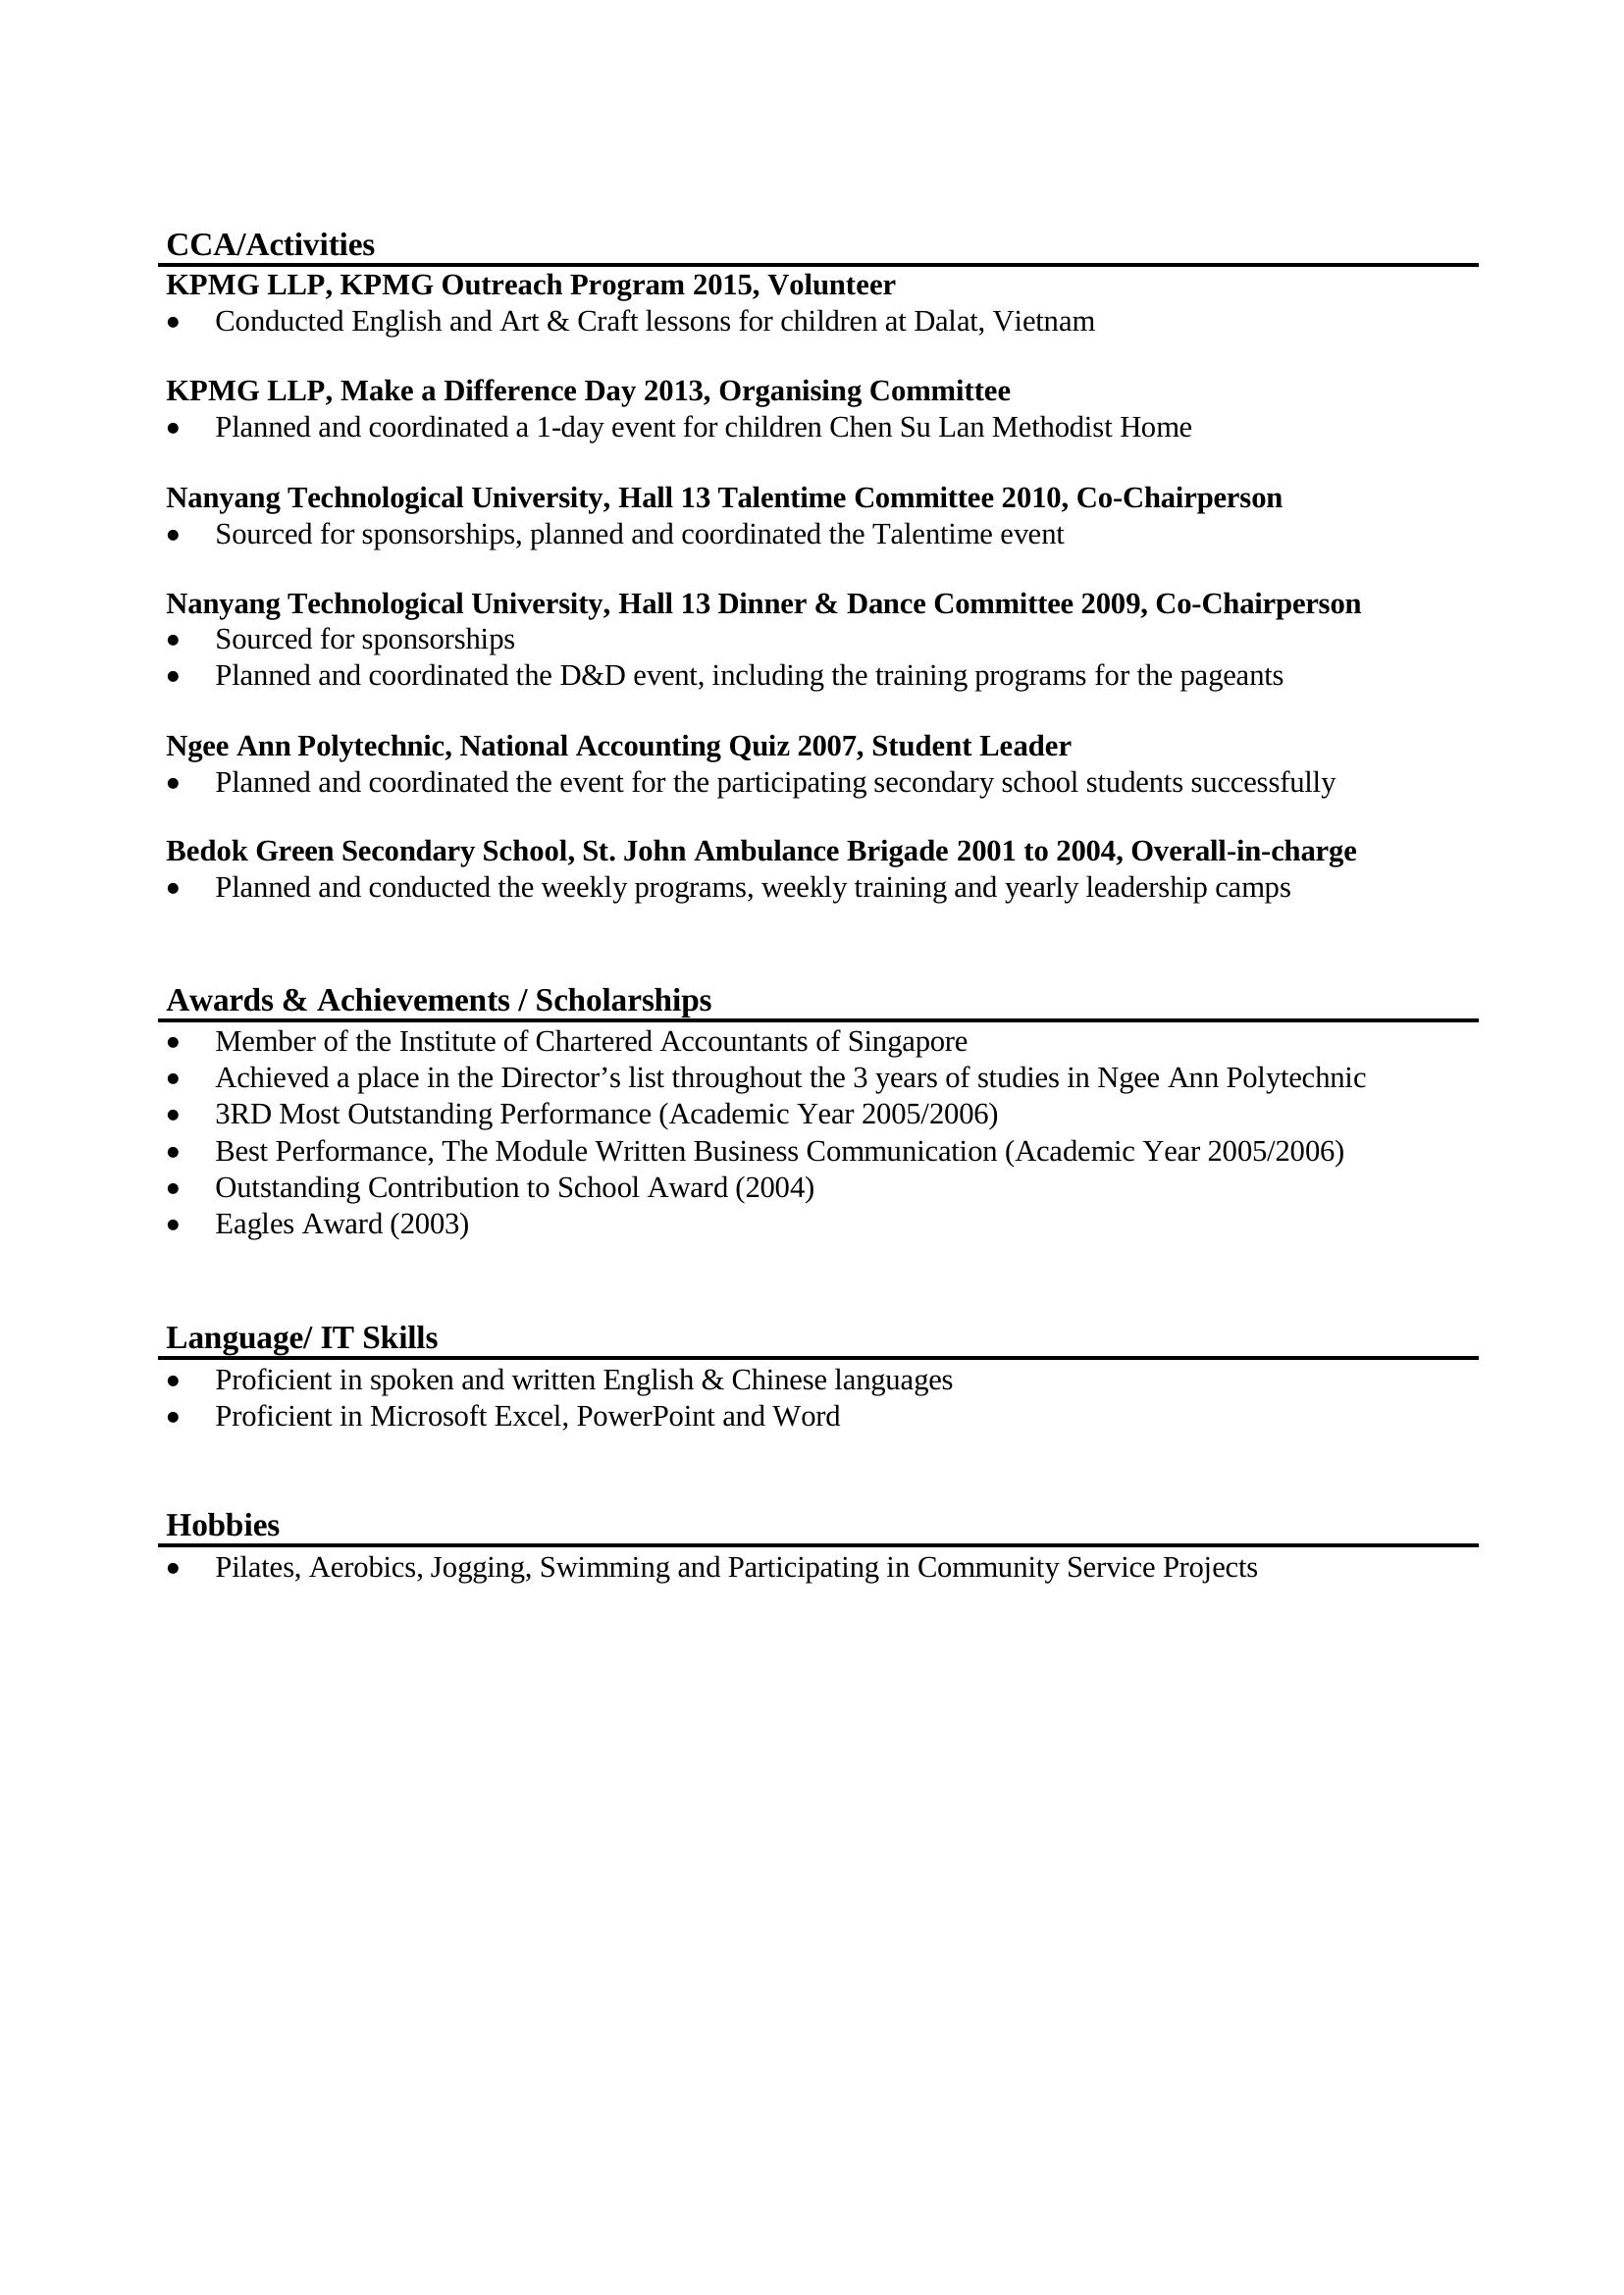 CCA/Activities
KPMG LLP, KPMG Outreach Program 2015, Volunteer
• Conducted English and Art & Craft lessons for children at Dalat, Vietnam
KPMG LLP, Make a Difference Day 2013, Organising Committee
• Planned and coordinated a 1-day event for children Chen Su Lan Methodist Home
Nanyang Technological University, Hall 13 Talentime Committee 2010, Co-Chairperson
• Sourced for sponsorships, planned and coordinated the Talentime event
Nanyang Technological University, Hall 13 Dinner & Dance Committee 2009, Co-Chairperson
• Sourced for sponsorships
• Planned and coordinated the D&D event, including the training programs for the pageants
Ngee Ann Polytechnic, National Accounting Quiz 2007, Student Leader
• Planned and coordinated the event for the participating secondary school students successfully
Bedok Green Secondary School, St. John Ambulance Brigade 2001 to 2004, Overall-in-charge
• Planned and conducted the weekly programs, weekly training and yearly leadership camps
Awards & Achievements / Scholarships
• Member of the Institute of Chartered Accountants of Singapore
• Achieved a place in the Director’s list throughout the 3 years of studies in Ngee Ann Polytechnic
• 3RD Most Outstanding Performance (Academic Year 2005/2006)
• Best Performance, The Module Written Business Communication (Academic Year 2005/2006)
• Outstanding Contribution to School Award (2004)
• Eagles Award (2003)
Language/ IT Skills
• Proficient in spoken and written English & Chinese languages
• Proficient in Microsoft Excel, PowerPoint and Word
Hobbies
• Pilates, Aerobics, Jogging, Swimming and Participating in Community Service Projects